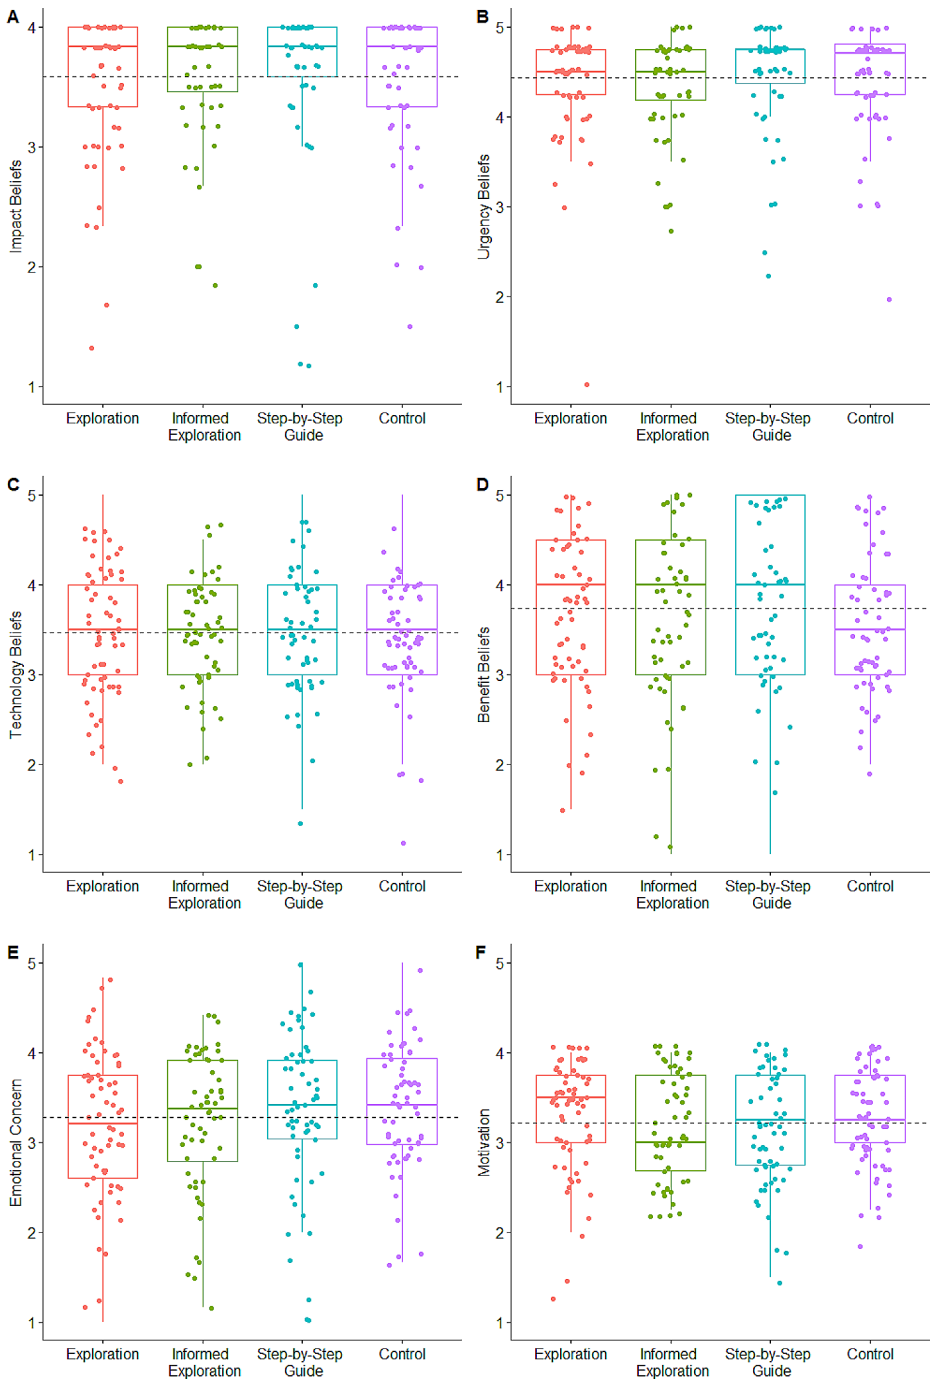 A
4
3
2
1
Impact Beliefs
Exploration
Informed
Exploration
Step-by-Step
Guide
Control
B
5
4
3
2
1
Urgency Beliefs
Exploration
Informed
Exploration
Step-by-Step
Guide
Control
C
5
4
3
2
1
Technology Beliefs
Exploration
Informed
Exploration
Step-by-Step
Guide
Control
D
5
4
3
2
1
Benefit Beliefs
Exploration
Informed
Exploration
Step-by-Step
Guide
Control
E
5
4
3
2
1
Emotional Concern
Exploration
Informed
Exploration
Step-by-Step
Guide
Control
F
5
4
3
2
1
Motivation
Exploration
Informed
Exploration
Step-by-Step
Guide
Control